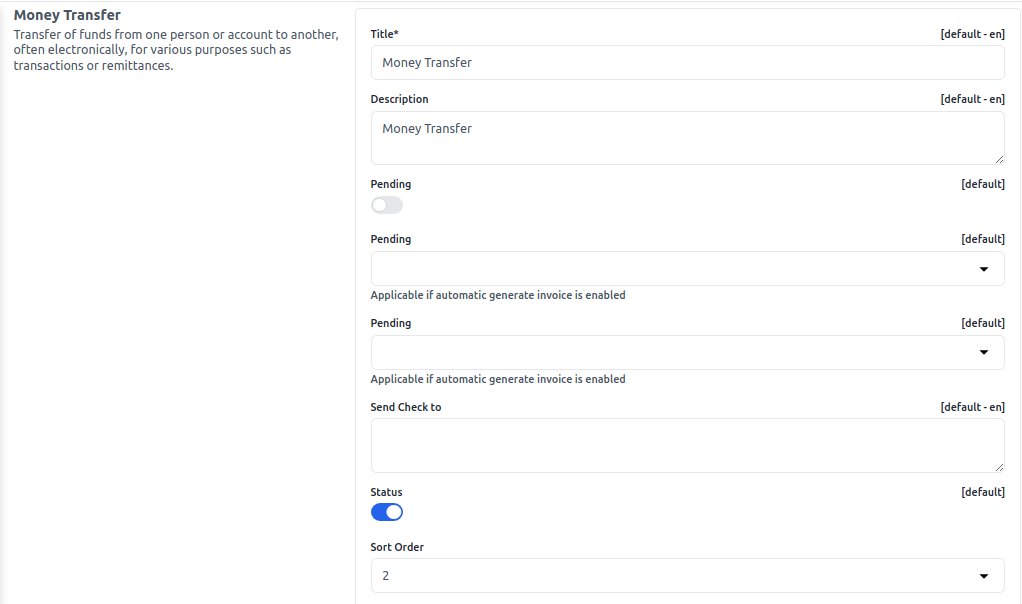 Money Transfer
Transfer of funds from one person or account to another,
often electronically, for various purposes such as
transactions or remittances.
Title* [default - en]
Money Transfer
Description [default - en]
Money Transfer
Pending [default]
Pending [default]
Applicable if automatic generate invoice is enabled
Pending [default]
Applicable if automatic generate invoice is enabled
Send Check to [default - en]
Status [default]
Sort Order
2